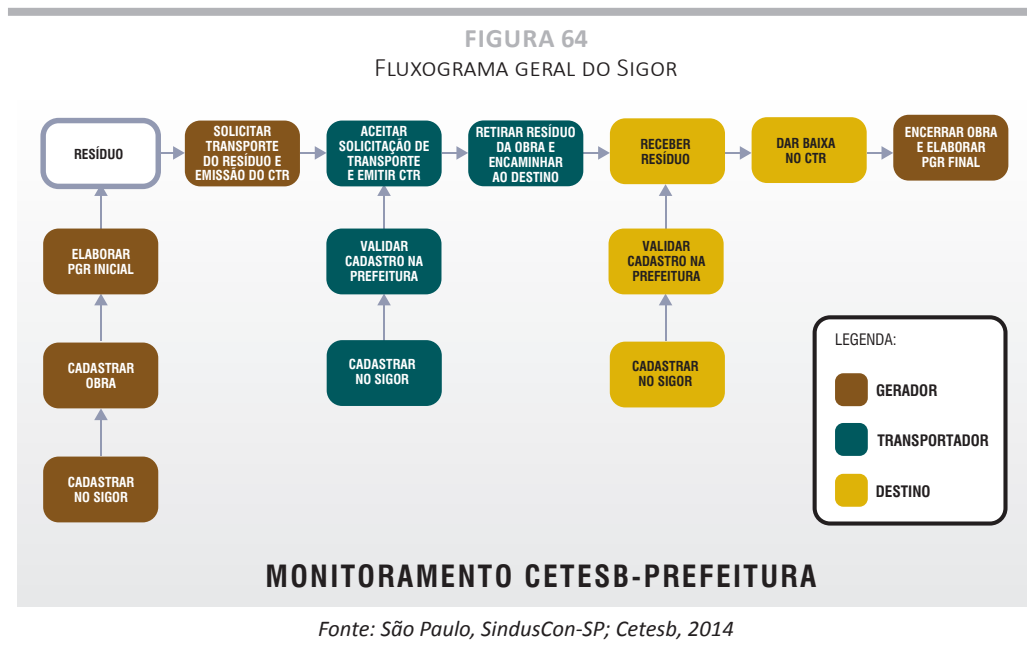 FIGURA 64
FLUXOGRAMA GERAL DO SIGOR
RESÍDUO
SOLICITAR
TRANSPORTE
DO RESÍDUO E
EMISSÃO DO CTR
ACEITAR
SOLICITAÇÃO DE
TRANSPORTE
E EMITIR CTR
RETIRAR RESÍDUO
DA OBRA E
ENCAMINHAR
AO DESTINO
RECEBER
RESÍDUO
DAR BAIXA
NO CTR
ENCERRAR OBRA
E ELABORAR
PGR FINAL
ELABORAR
PGR INICIAL
VALIDAR
CADASTRO NA
PREFEITURA
VALIDAR
CADASTRO NA
PREFEITURA
CADASTRAR
OBRA
CADASTRAR
NO SIGOR
CADASTRAR
NO SIGOR
CADASTRAR
NO SIGOR
LEGENDA:
GERADOR
TRANSPORTADOR
DESTINO
MONITORAMENTO CETESB-PREFEITURA
Fonte: São Paulo, SindusCon-SP; Cetesb, 2014